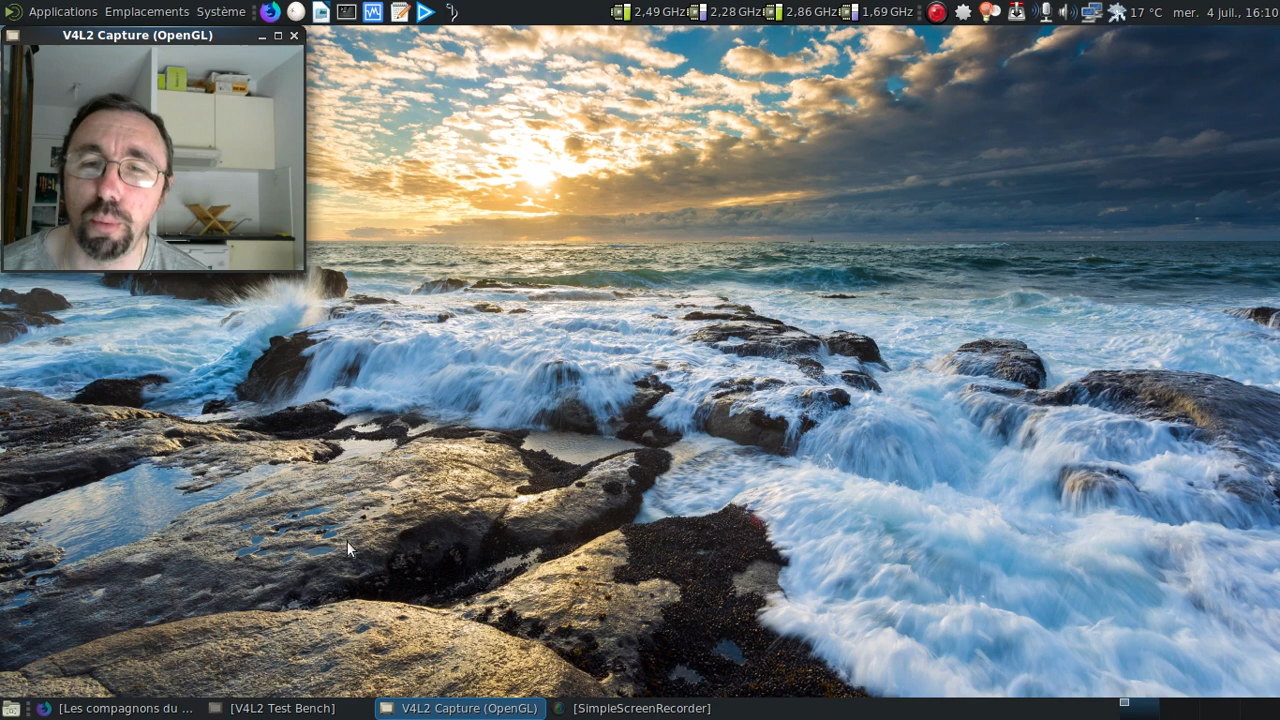 Applications Emplacements Système 2,49 GHz 2,28 GHz 2,86 GHz 1,69 GHz 17 °C mer. 4 juil., 16:10
V4L2 Capture (OpenGL)
[Les compagnons du ... [V4L2 Test Bench] V4L2 Capture (OpenGL) [SimpleScreenRecorder]